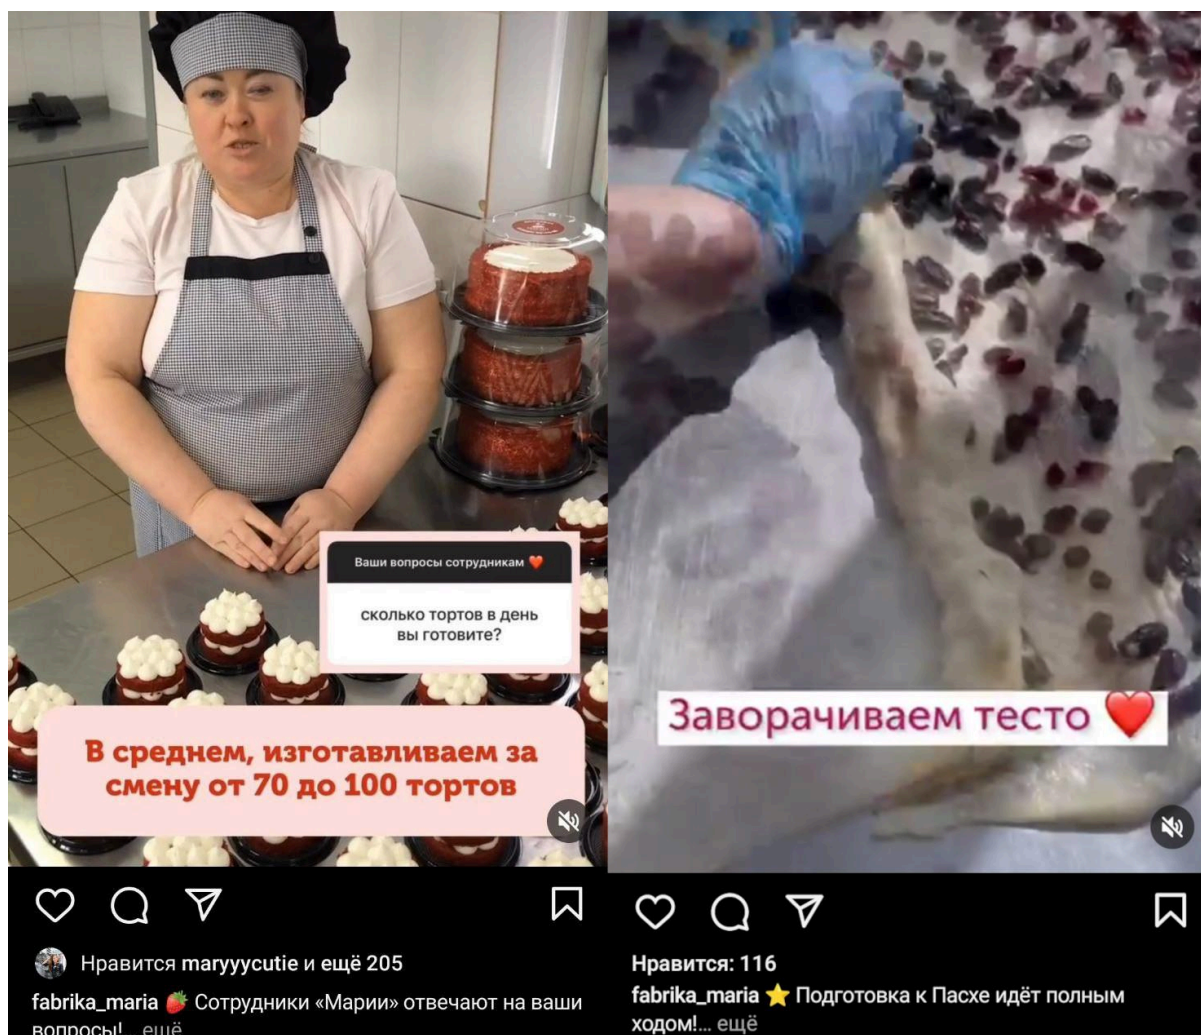 Ваши вопросы сотрудникам ❤️
сколько тортов в день
вы готовите?
В среднем, изготавливаем за
смену от 70 до 100 тортов
Нравится maryyycutie и ещё 205
fabrika_maria 🍓 Сотрудники «Марии» отвечают на ваши
вопросы!... ещё
Заворачиваем тесто ❤️
Нравится: 116
fabrika_maria ⭐ Подготовка к Пасхе идёт полным
ходом!... ещё